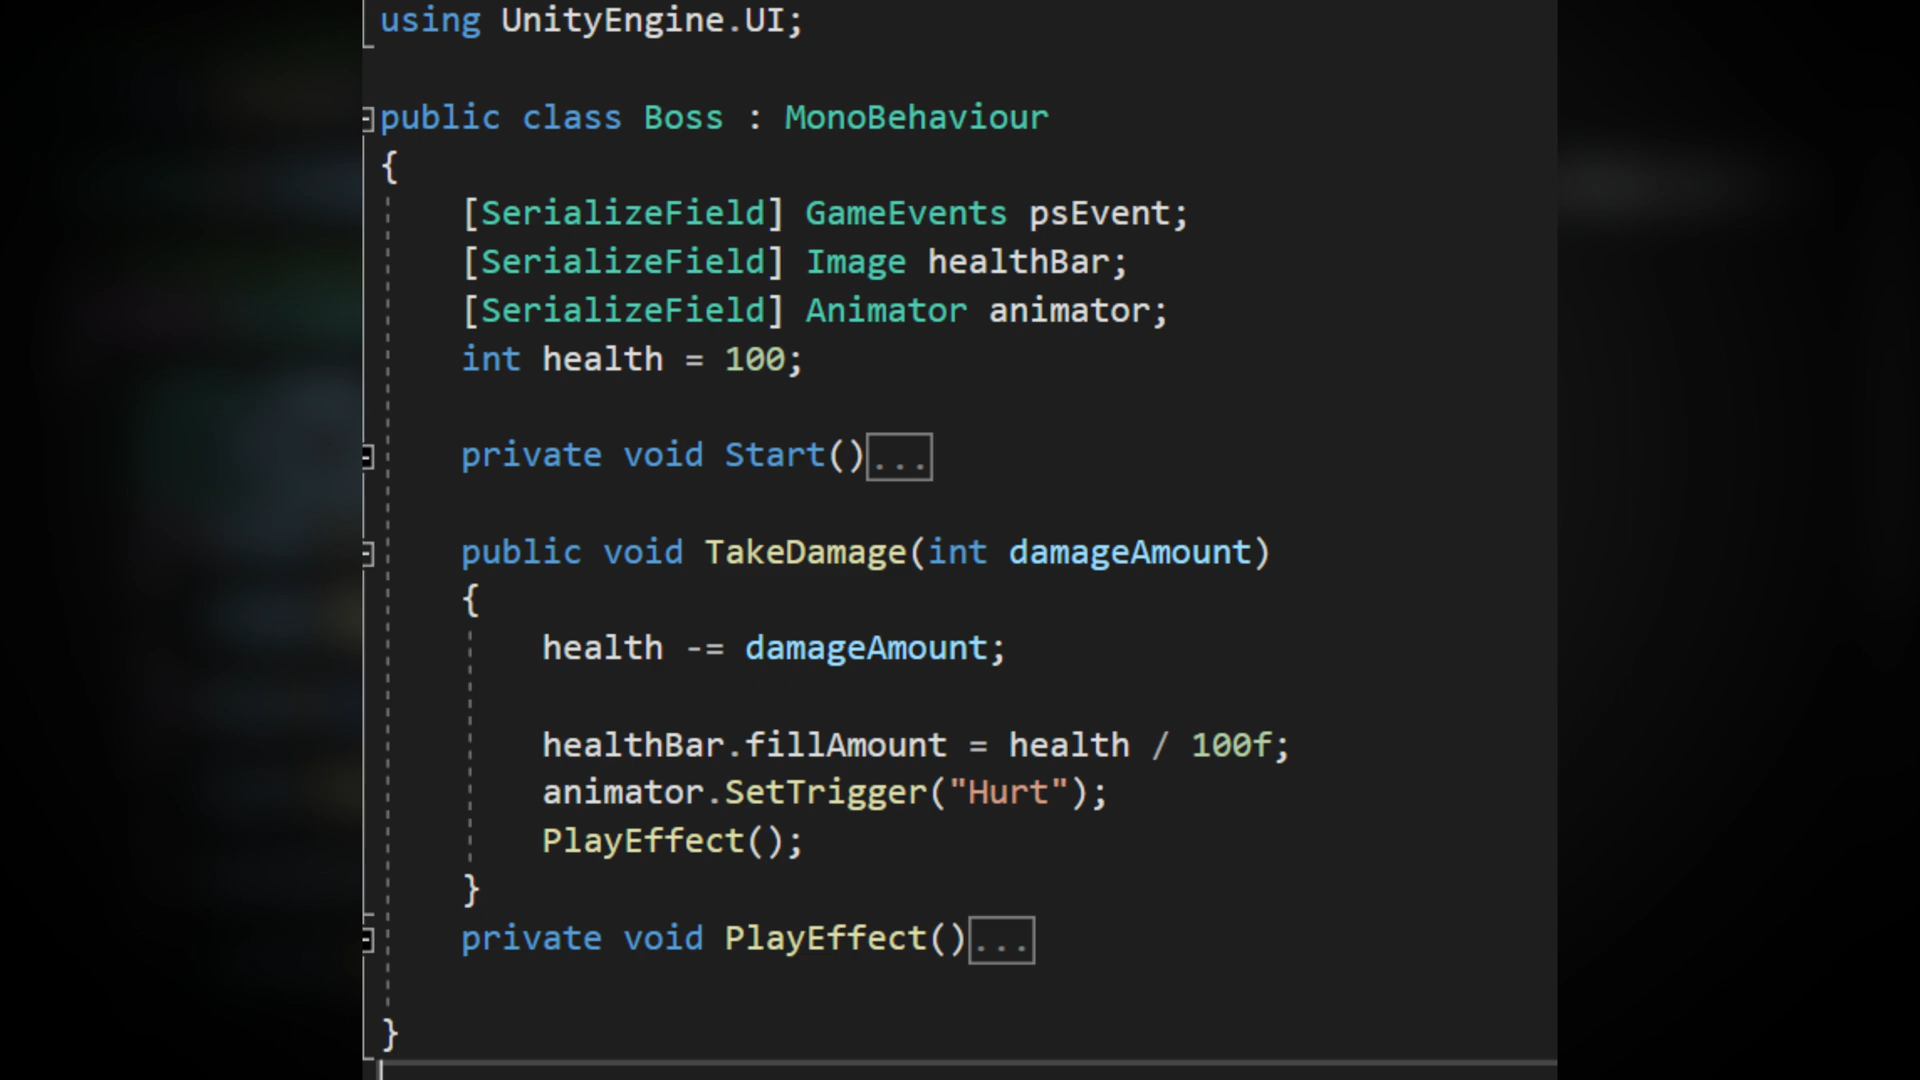 using UnityEngine.UI;
public class Boss : MonoBehaviour
{
[SerializeField] GameEvents psEvent;
[SerializeField] Image healthBar;
[SerializeField] Animator animator;
int health = 100;
private void Start()...
public void TakeDamage(int damageAmount)
{
health -= damageAmount;
healthBar.fillAmount = health / 100f;
animator.SetTrigger("Hurt");
PlayEffect();
}
private void PlayEffect()...
}